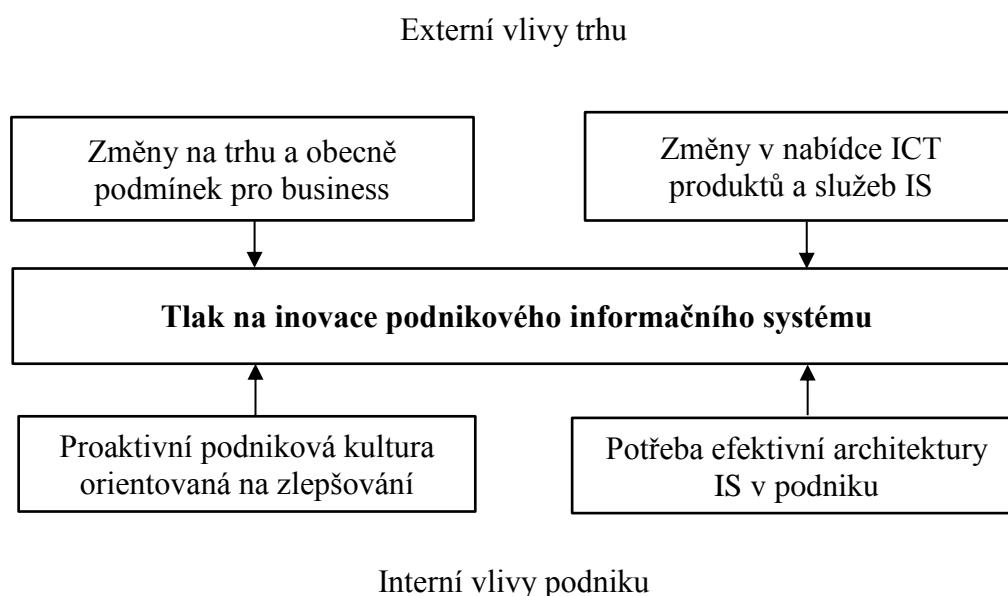 Externí vlivy trhu
Změny na trhu a obecně
podmínek pro business
Změny v nabídce ICT
produktů a služeb IS
Tlak na inovace podnikového informačního systému
Proaktivní podniková kultura
orientovaná na zlepšování
Potřeba efektivní architektury
IS v podniku
Interní vlivy podniku